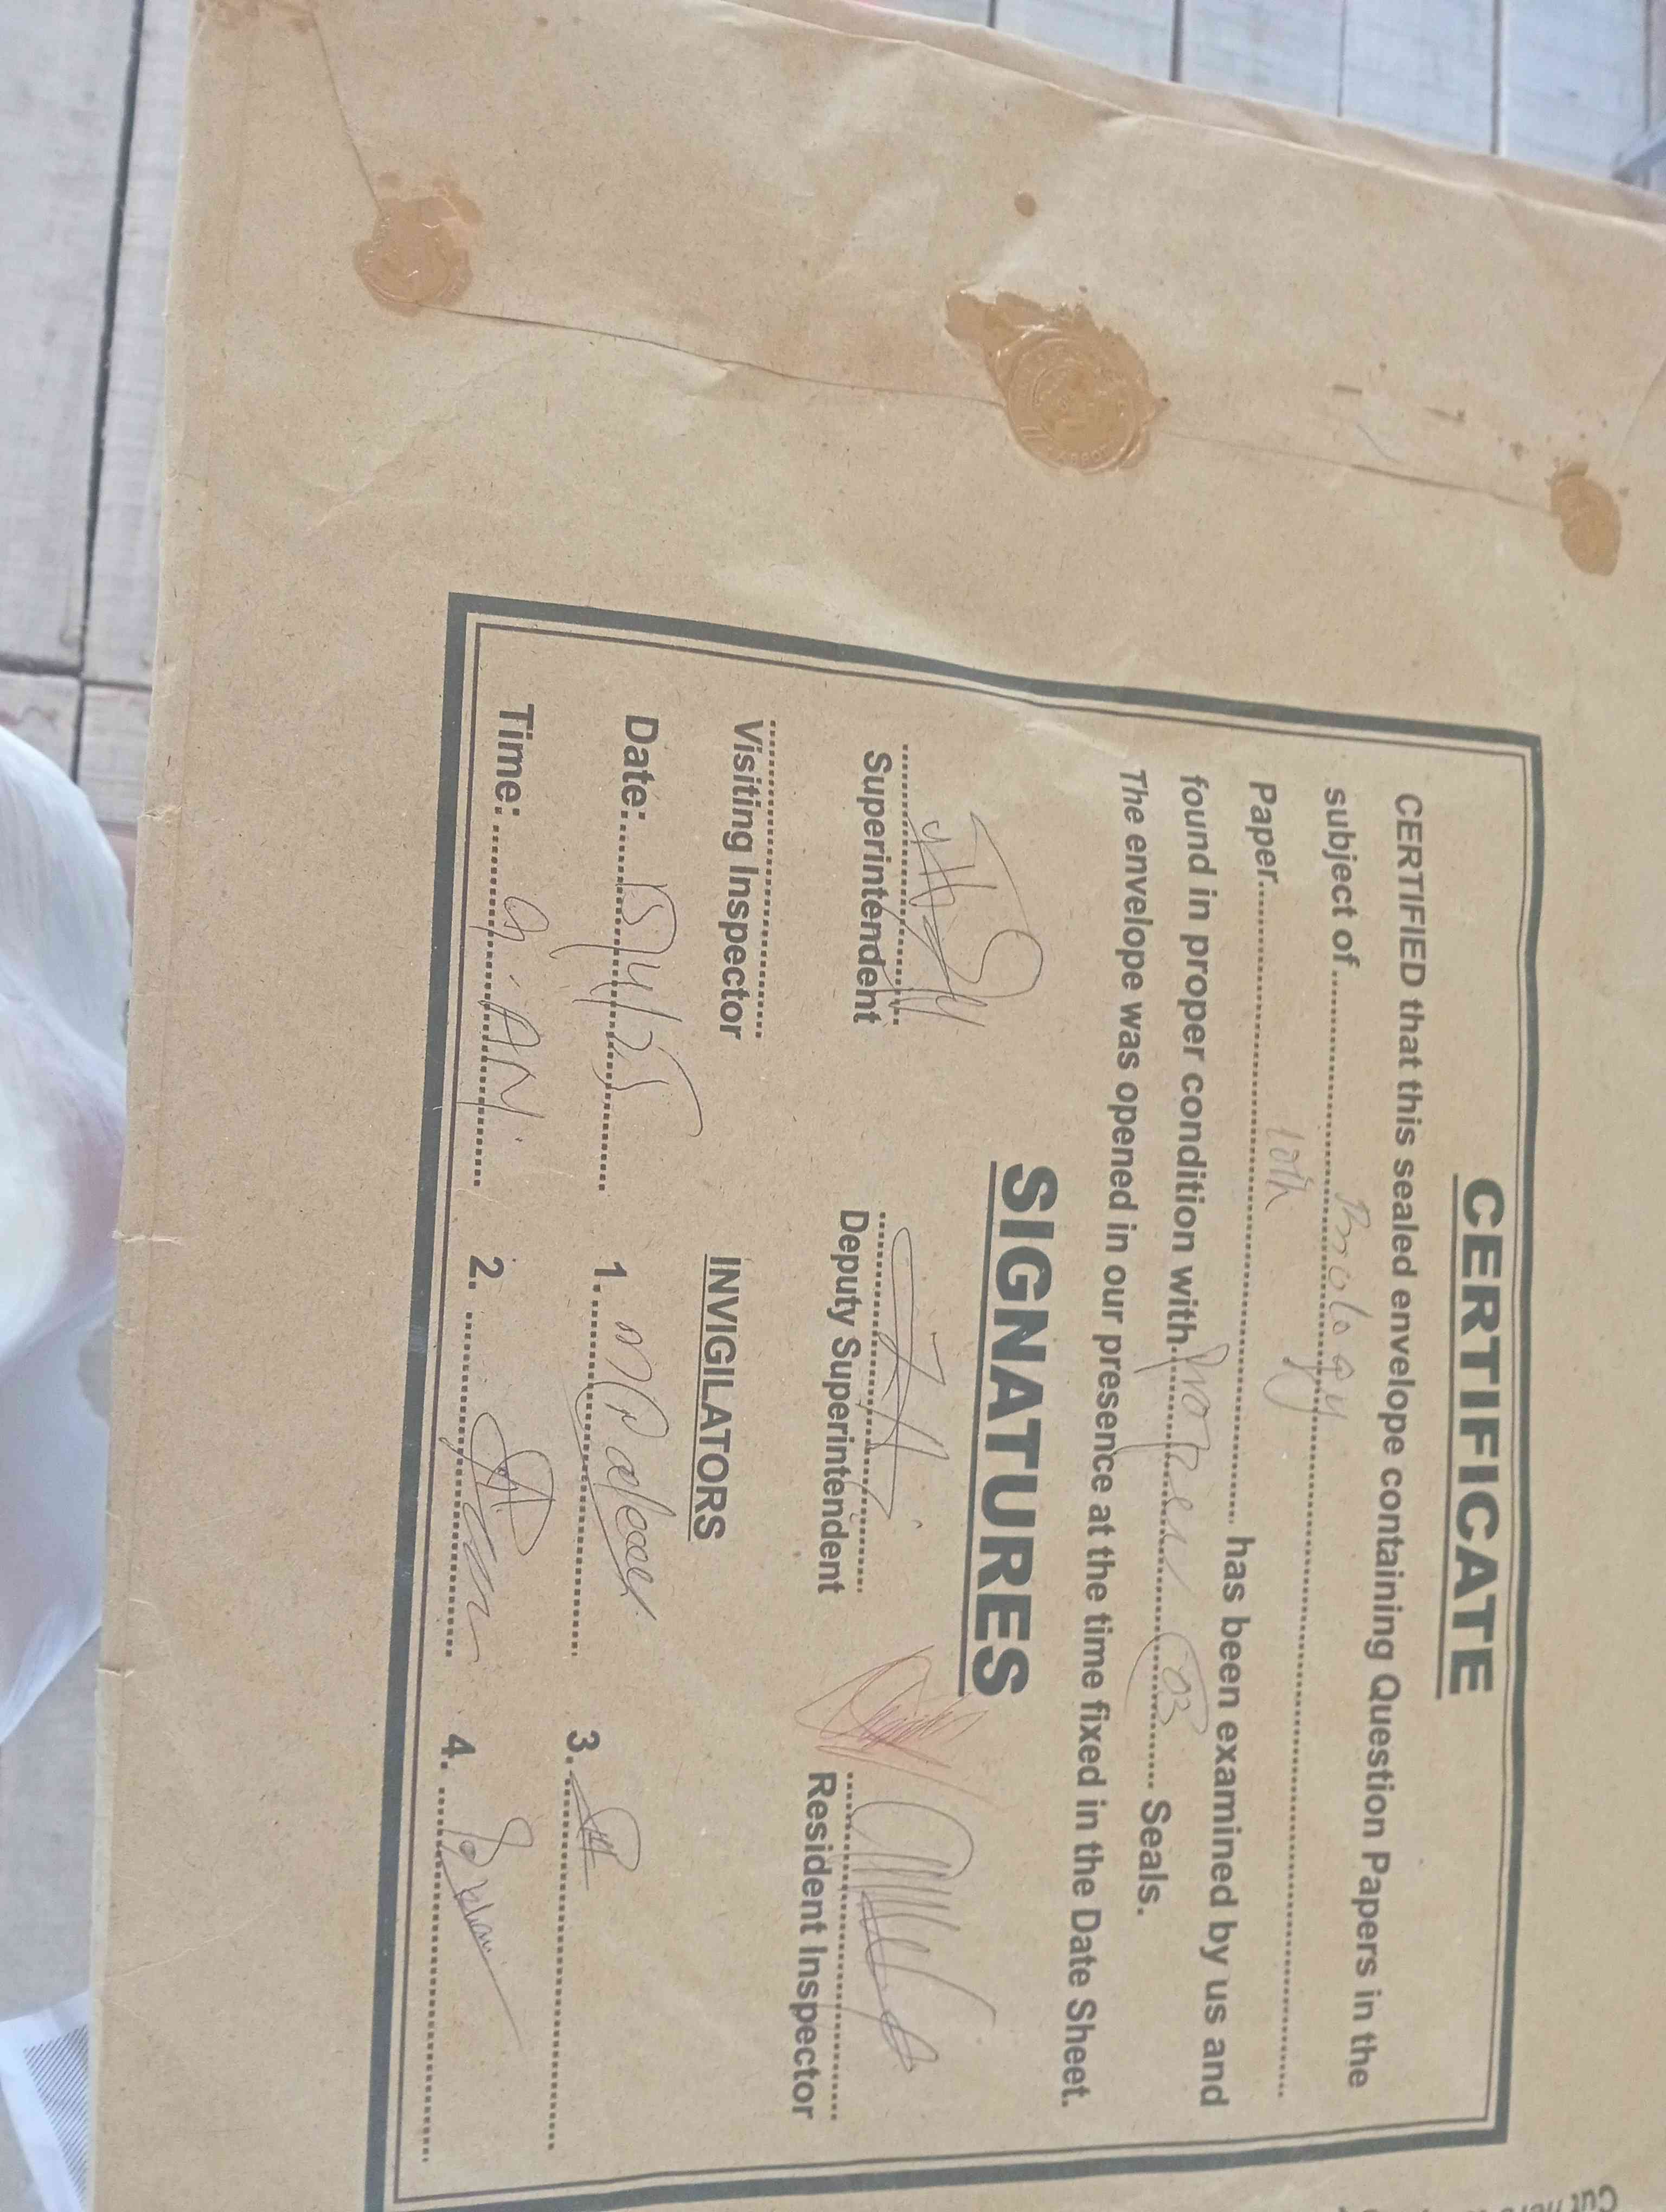 CERTIFICATE
CERTIFIED that this sealed envelope containing Question Papers in the
subject of Biology
Paper 10th has been examined by us and
found in proper condition with proper 03 Seals.
The envelope was opened in our presence at the time fixed in the Date Sheet.
SIGNATURES
Superintendent Deputy Superintendent Resident Inspector
Visiting Inspector INVIGILATORS
Date: 15/4/25 1. 3.
Time: 9:AM 2. 4.
Cut here